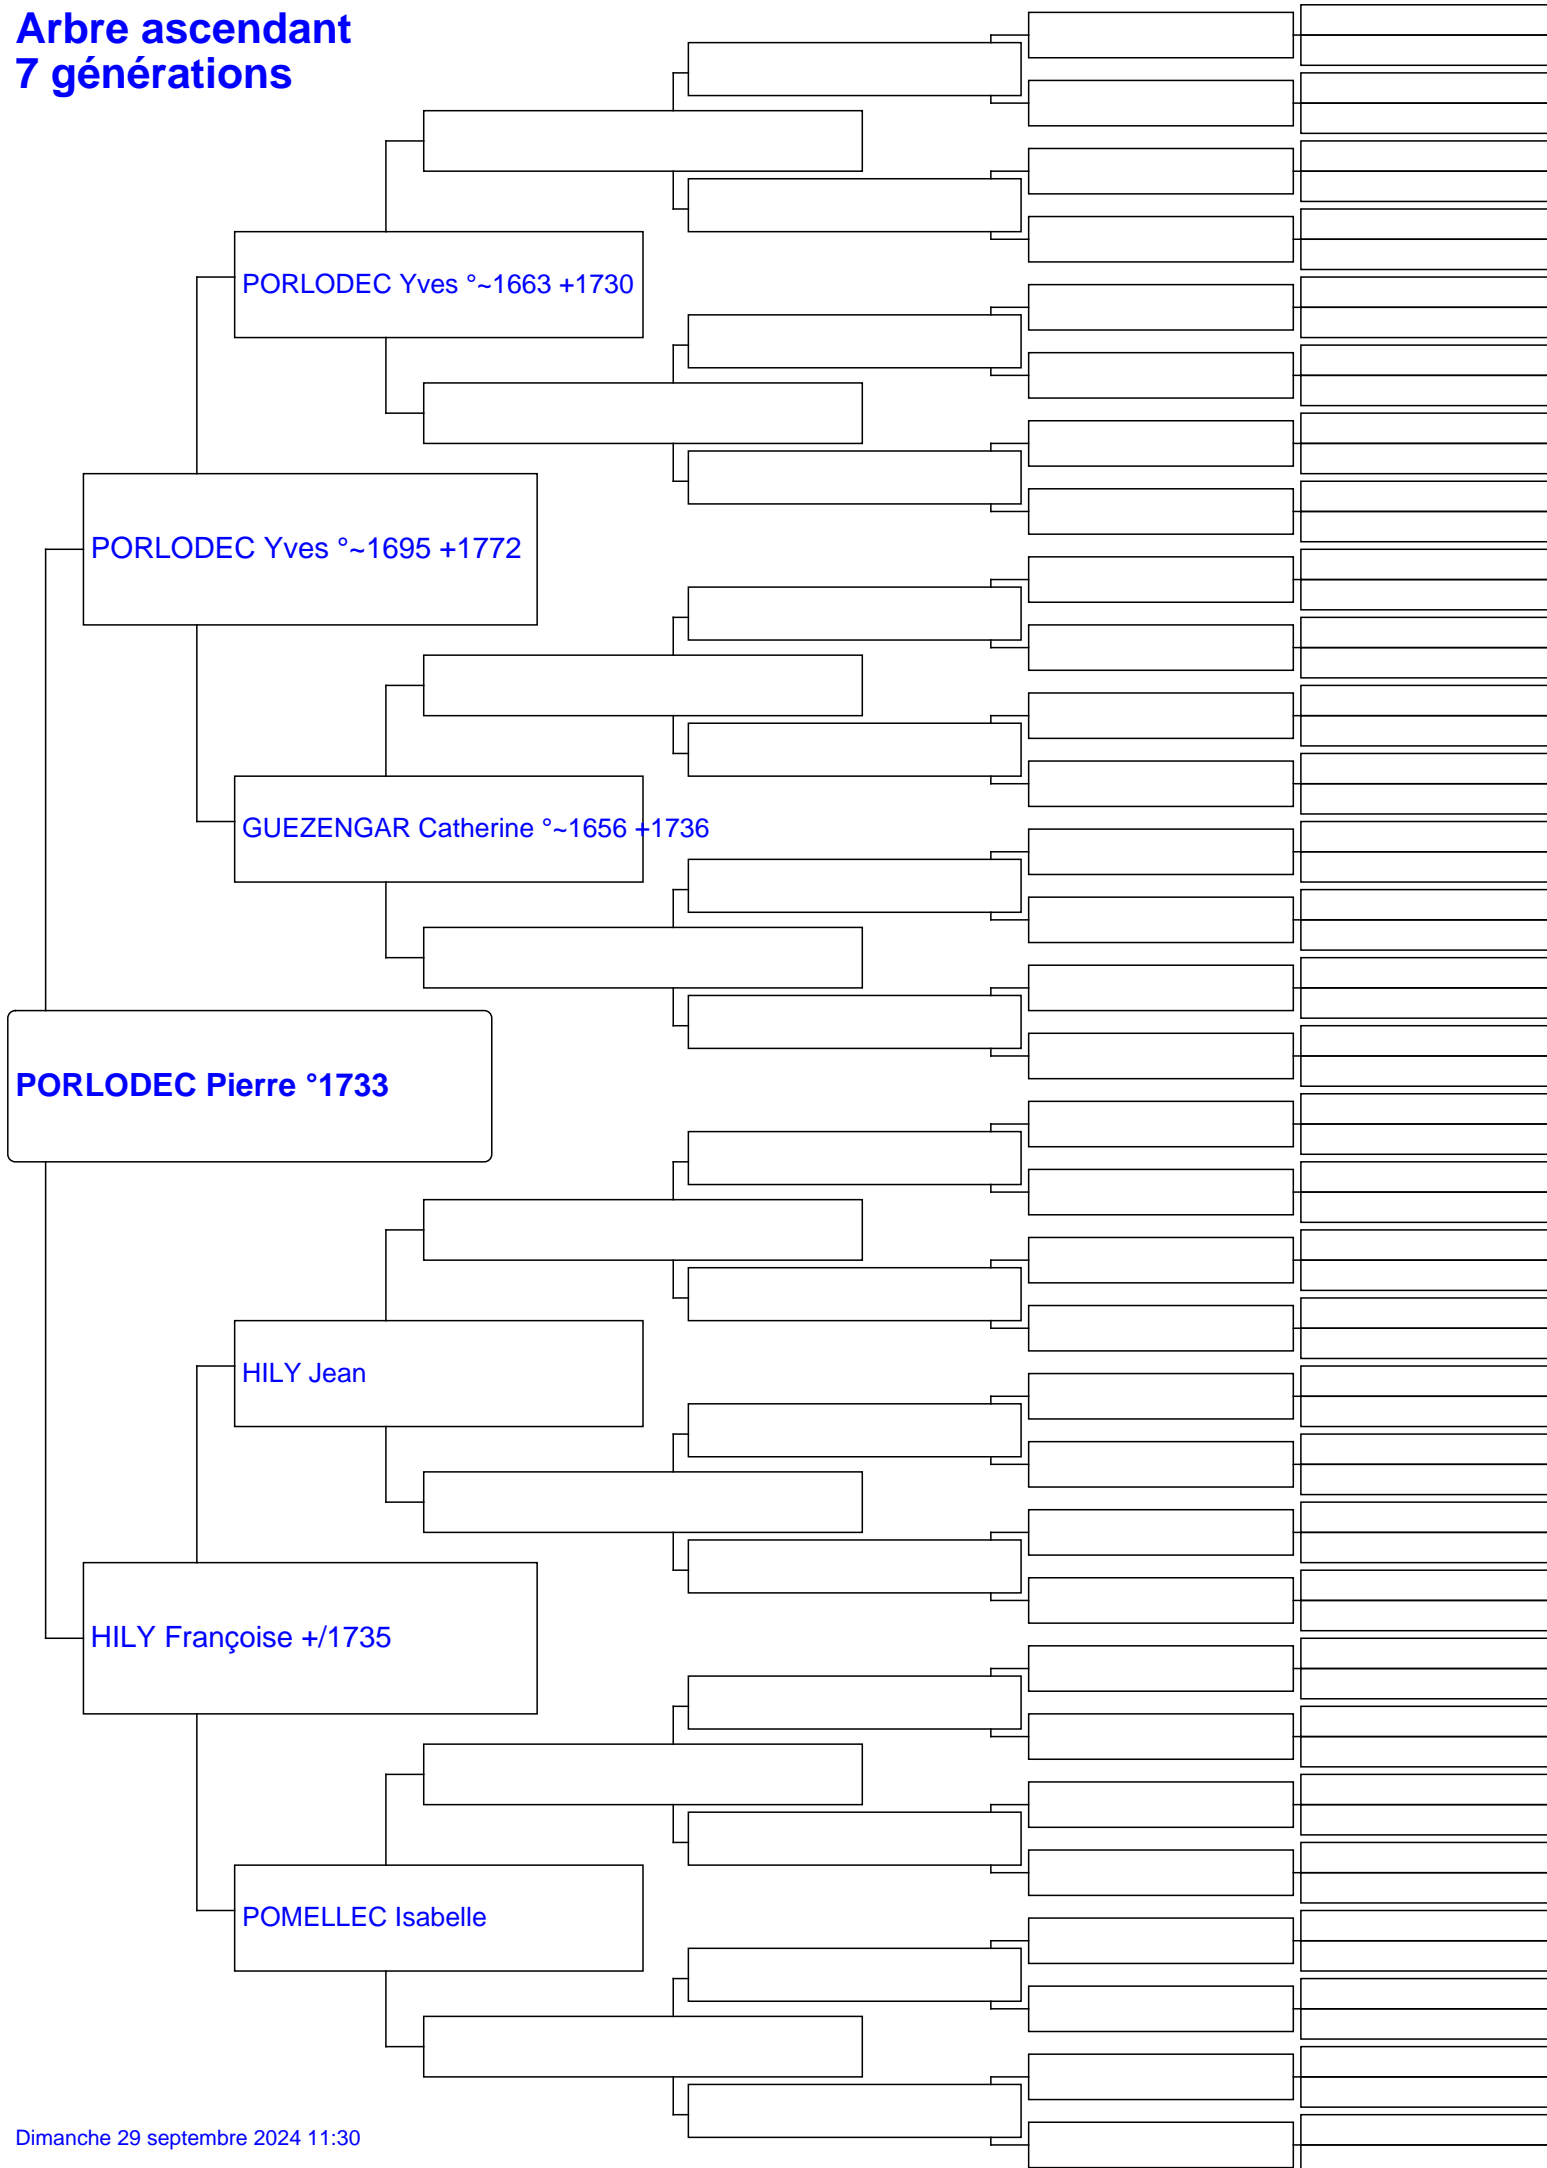 Arbre ascendant
7 générations
PORLODEC Yves °~1663 +1730
PORLODEC Yves °~1695 +1772
GUEZENGAR Catherine °~1656 +1736
PORLODEC Pierre °1733
HILY Jean
HILY Françoise +/1735
POMELLEC Isabelle
Dimanche 29 septembre 2024 11:30